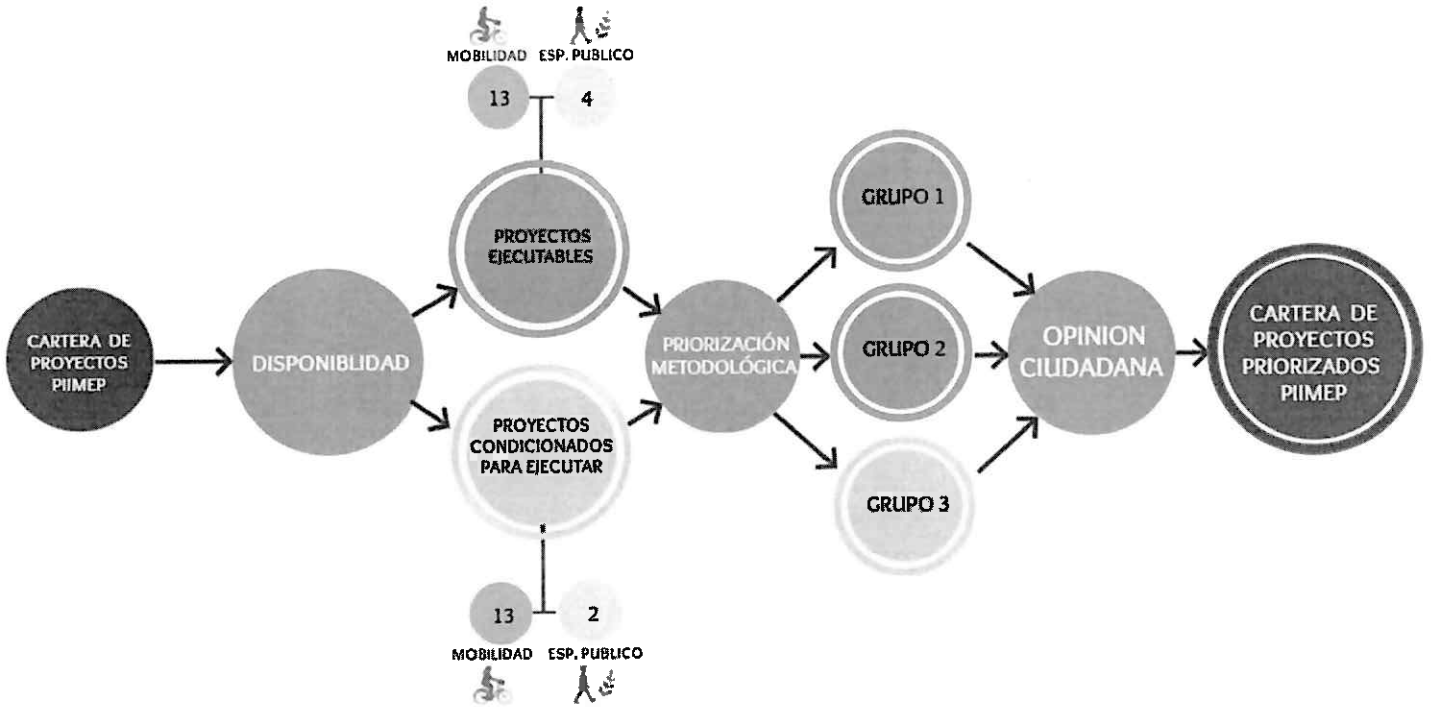 MOBILIDAD ESP. PUBLICO
13 4
CARTERA DE
PROYECTOS
PIIMEP
DISPONIBLIDAD
PROYECTOS
EJECUTABLES
PROYECTOS
CONDICIONADOS
PARA EJECUTAR
13 2
MOBILIDAD ESP. PUBLICO
PRIORIZACIÓN
METODOLÓGICA
GRUPO 1
GRUPO 2
GRUPO 3
OPINION
CIUDADANA
CARTERA DE
PROYECTOS
PRIORIZADOS
PIIMEP